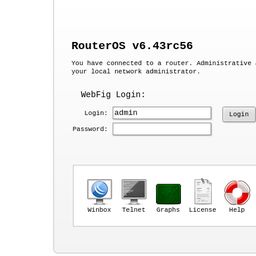 RouterOS v6.43rc56
You have connected to a router. Administrative
your local network administrator.
WebFig Login:
Login: admin
Login
Password:
Winbox Telnet Graphs License Help